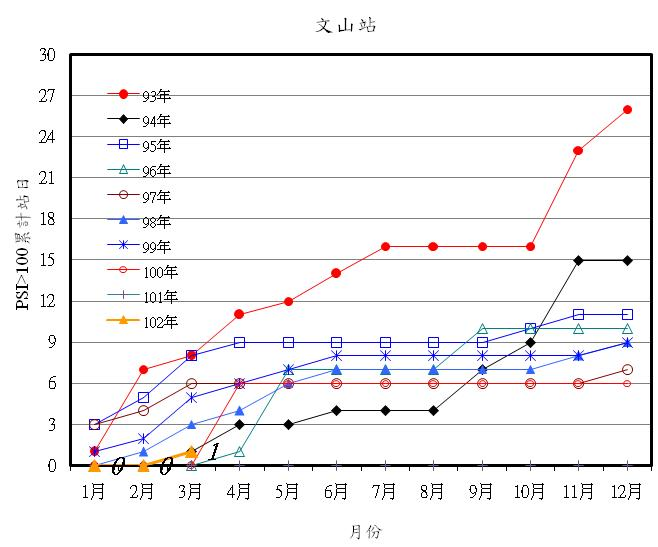 文山站
30
27
24
21
18
15
12
9
6
3
0
PSI>100累計站日
93年
94年
95年
96年
97年
98年
99年
100年
101年
102年
0 0 1
1月 2月 3月 4月 5月 6月 7月 8月 9月 10月 11月 12月
月份